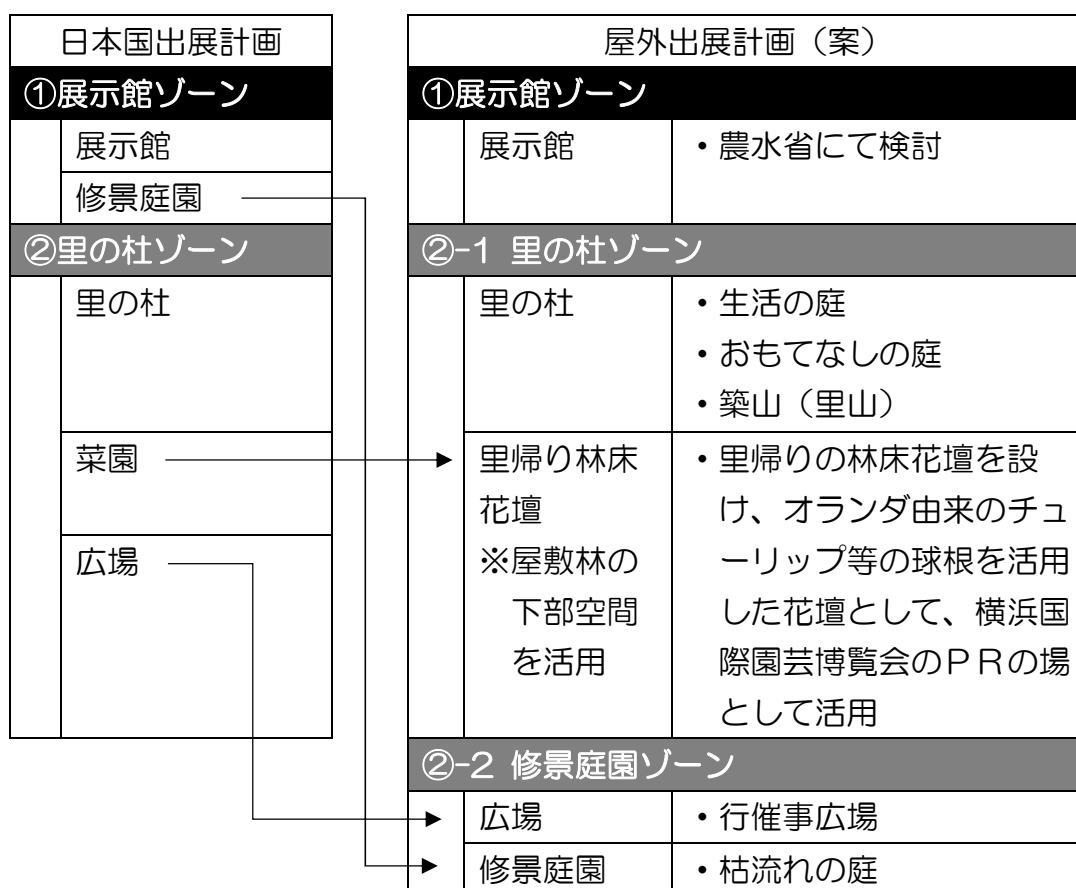 日本国出展計画
①展示館ゾーン
展示館
修景庭園
②里の杜ゾーン
里の杜
菜園
広場
屋外出展計画（案）
①展示館ゾーン
展示館
・農水省にて検討
②-1 里の杜ゾーン
里の杜
・生活の庭
・おもてなしの庭
・築山（里山）
里帰り林床
花壇
※屋敷林の
下部空間
を活用
・里帰りの林床花壇を設
け、オランダ由来のチュ
ーリップ等の球根を活用
した花壇として、横浜国
際園芸博覧会のＰＲの場
として活用
②-2 修景庭園ゾーン
広場
・行催事広場
修景庭園
・枯流れの庭